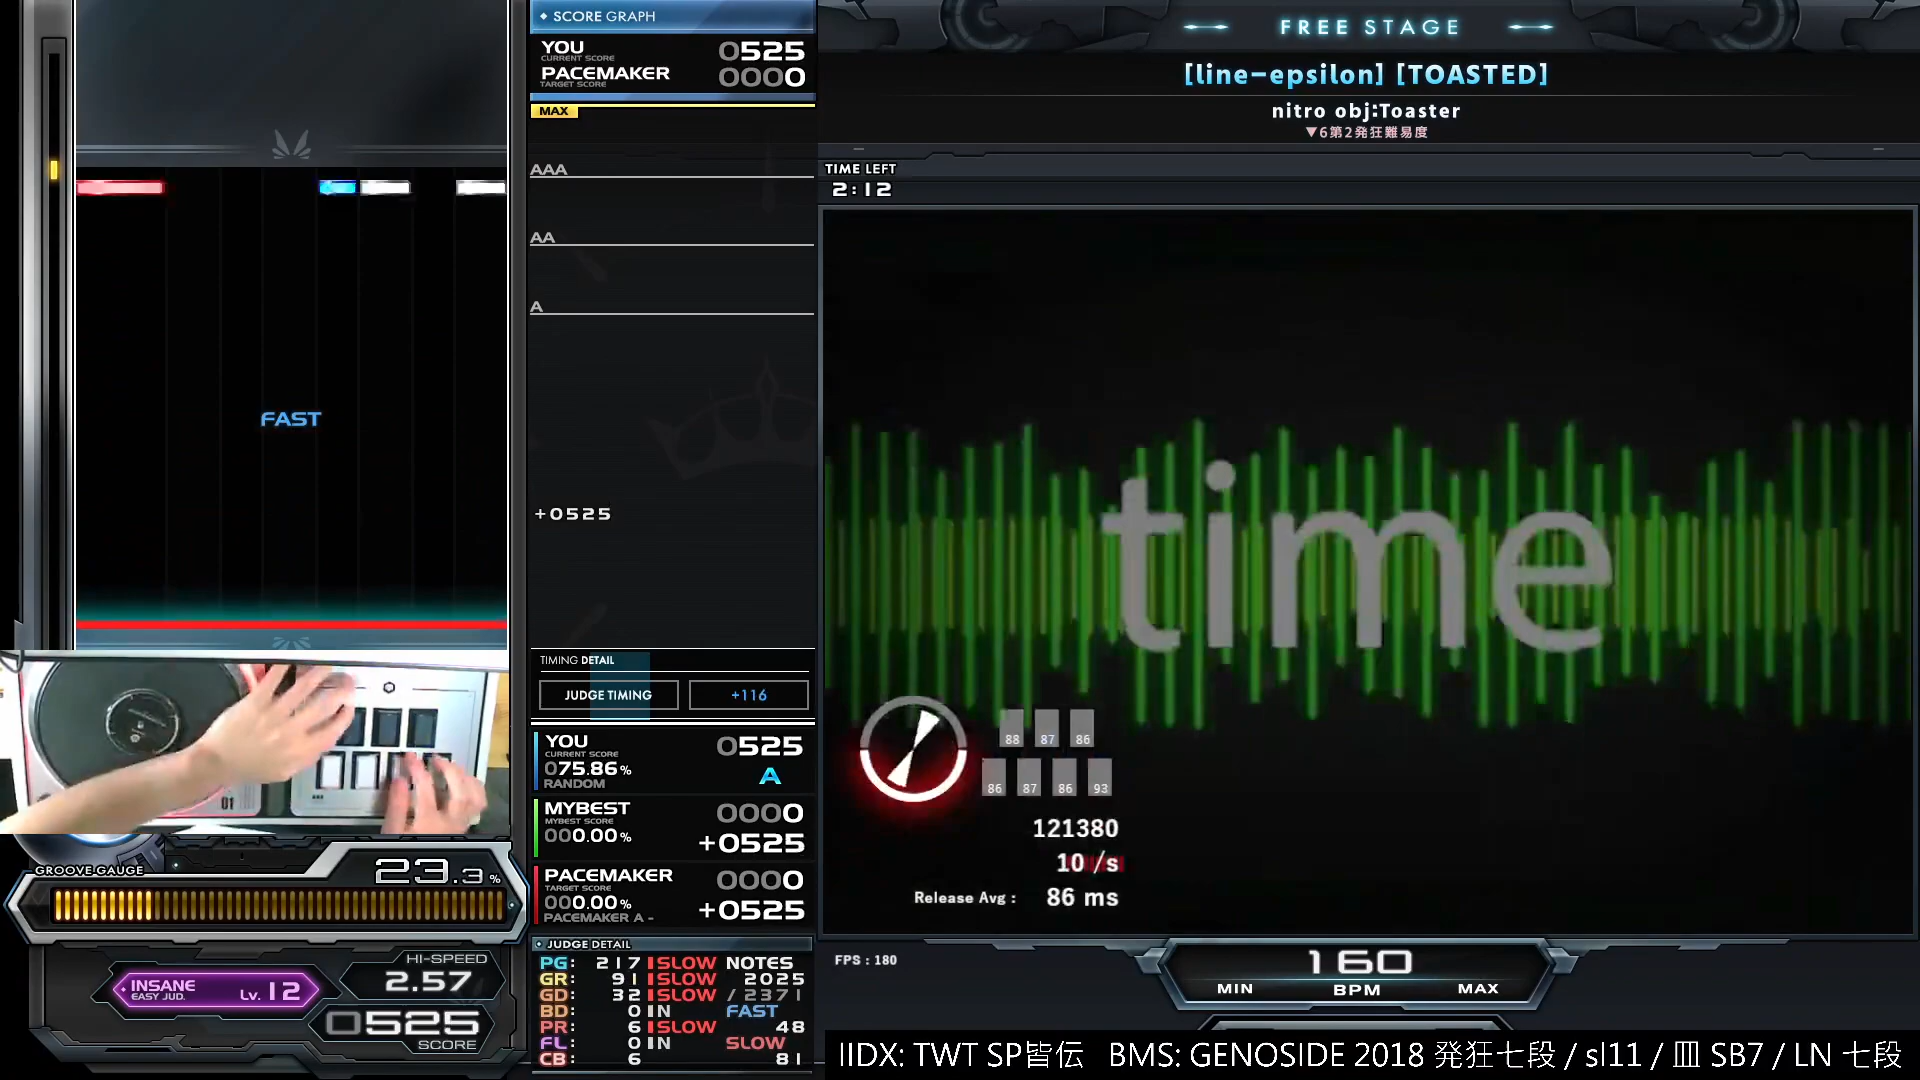 SCORE GRAPH
YOU 0525
CURRENT SCORE
PACEMAKER 0000
TARGET SCORE
MAX
AAA
AA
A
+0525
FAST
TIMING DETAIL
JUDGE TIMING +116
YOU 0525
CURRENT SCORE
075.86% A
RANDOM
MYBEST 0000
MYBEST SCORE
000.00% +0525
PACEMAKER 0000
TARGET SCORE
000.00% +0525
PACEMAKER A -
JUDGE DETAIL
PG: 217 SLOW NOTES
GR: 91 SLOW 2025
GD: 32 SLOW / 2371
BD: 0 IN FAST
PR: 6 SLOW 48
FL: 0 IN SLOW
CB: 6 81
01
GROOVE GAUGE 23.3%
INSANE Lv. 12
EASY JUD.
HI-SPEED
2.57
0525
SCORE
FREE STAGE
[line-epsilon] [TOASTED]
nitro obj:Toaster
▼6第2発狂難易度
TIME LEFT
2:12
time
88 87 86
86 87 86 93
121380
10 /s
Release Avg : 86 ms
FPS : 180
160
MIN BPM MAX
IIDX: TWT SP皆伝 BMS: GENOSIDE 2018 発狂七段 / sl11 / 皿 SB7 / LN 七段